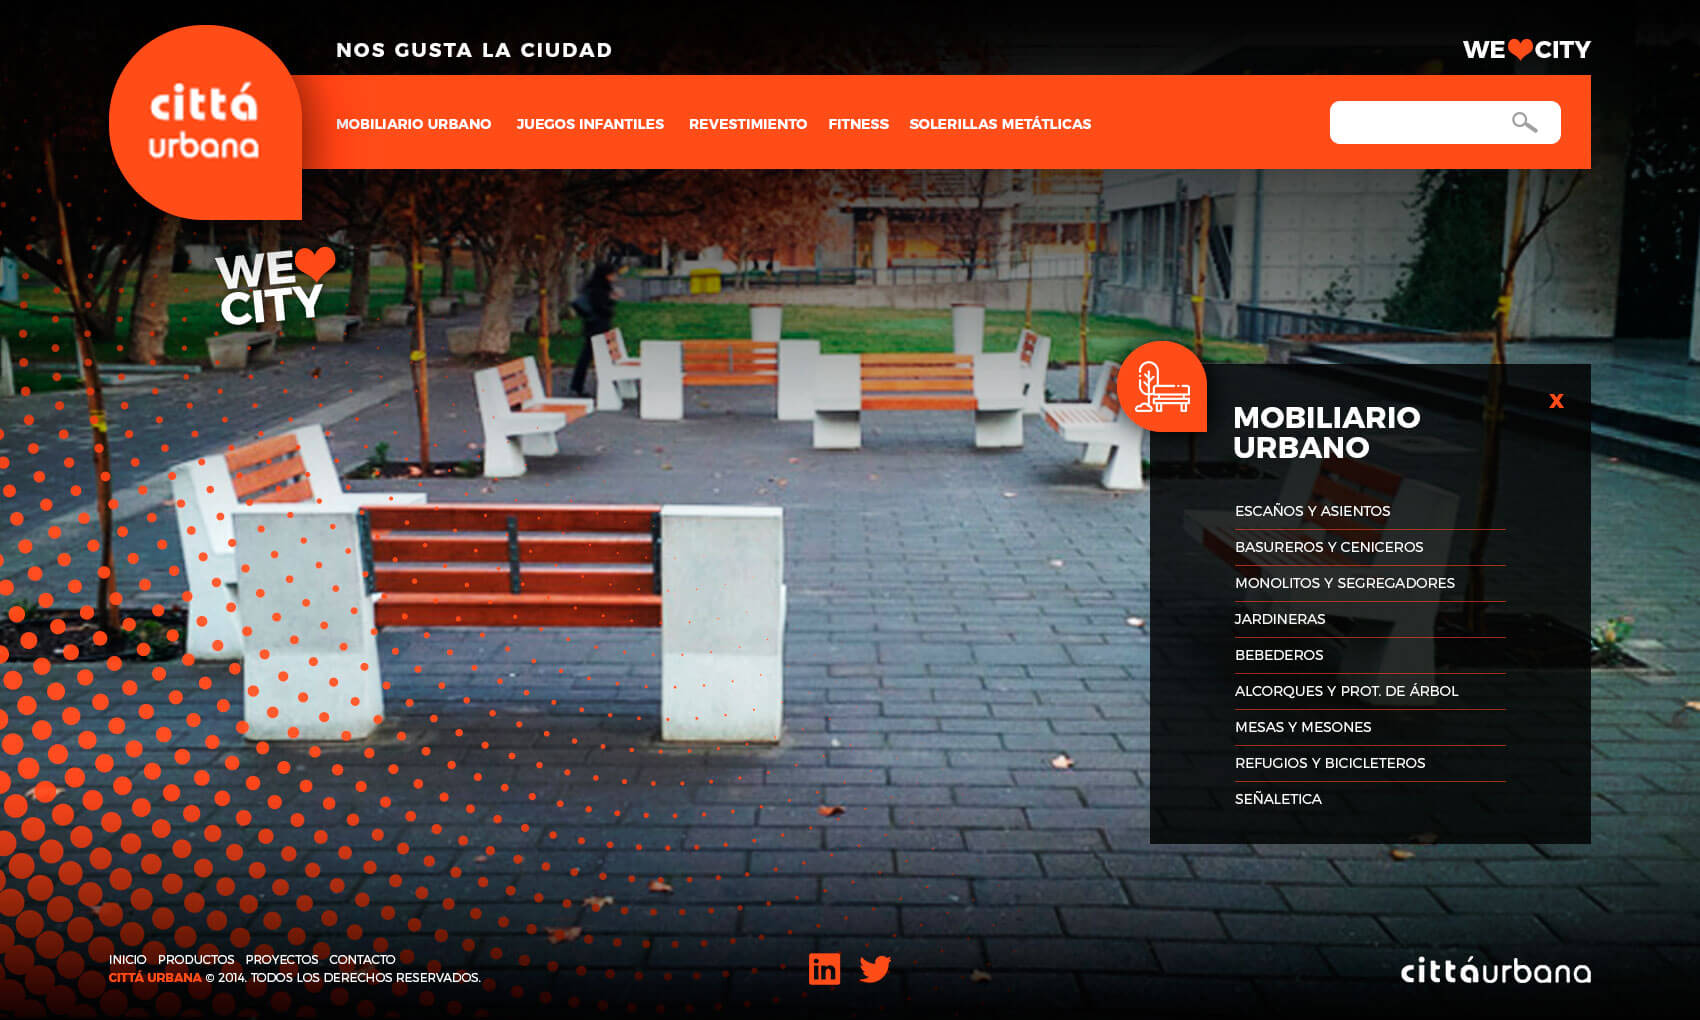 NOS GUSTA LA CIUDAD
WE CITY
cittá
urbana
MOBILIARIO URBANO JUEGOS INFANTILES REVESTIMIENTO FITNESS SOLERILLAS METÁTLICAS
WE
CITY
X
MOBILIARIO
URBANO
ESCAÑOS Y ASIENTOS
BASUREROS Y CENICEROS
MONOLITOS Y SEGREGADORES
JARDINERAS
BEBEDEROS
ALCORQUES Y PROT. DE ÁRBOL
MESAS Y MESONES
REFUGIOS Y BICICLETEROS
SEÑALETICA
INICIO PRODUCTOS PROYECTOS CONTACTO
CITTÁ URBANA © 2014. TODOS LOS DERECHOS RESERVADOS.
in
cittáurbana